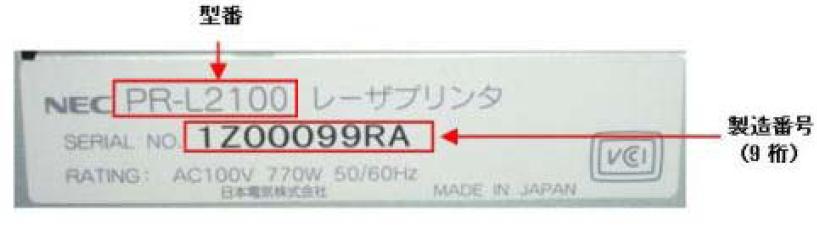 型番
NEC PR-L2100 レーザプリンタ
SERIAL NO. 1Z00099RA
製造番号
(9 桁)
RATING: AC100V 770W 50/60Hz
日本電気株式会社 MADE IN JAPAN
VCI